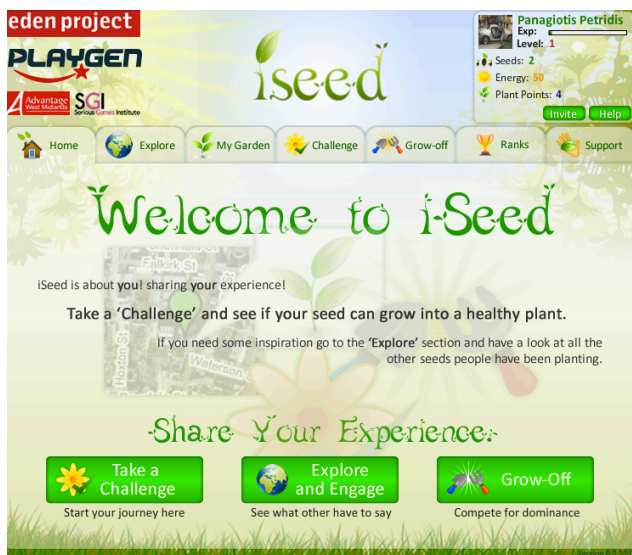 eden project
PLAYGEN
Advantage
West Midlands
SGI
Serious Games Institute
iseed
Panagiotis Petridis
Exp:
Level: 1
Seeds: 2
Energy: 50
Plant Points: 4
Invite
Help
Home
Explore
My Garden
Challenge
Grow-off
Ranks
Support
Welcome to i-Seed
iSeed is about you! sharing your experience!
Take a ‘Challenge’ and see if your seed can grow into a healthy plant.
If you need some inspiration go to the ‘Explore’ section and have a look at all the
other seeds people have been planting.
Falkirk St
Hoxton St
Waterson
Share Your Experience
Take a
Challenge
Explore
and Engage
Grow-Off
Start your journey here
See what other have to say
Compete for dominance